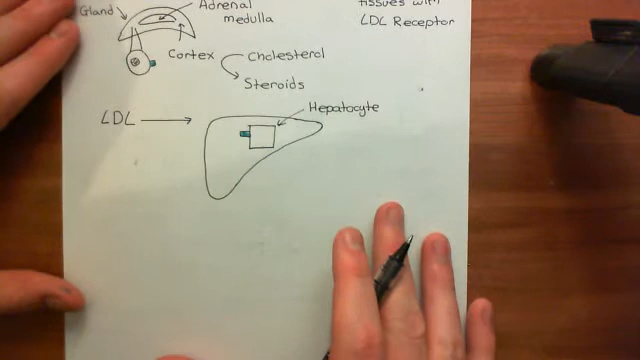 Gland
Adrenal
medulla
tissues with
LDL Receptor
Cortex
Cholesterol
Steroids
LDL
Hepatocyte